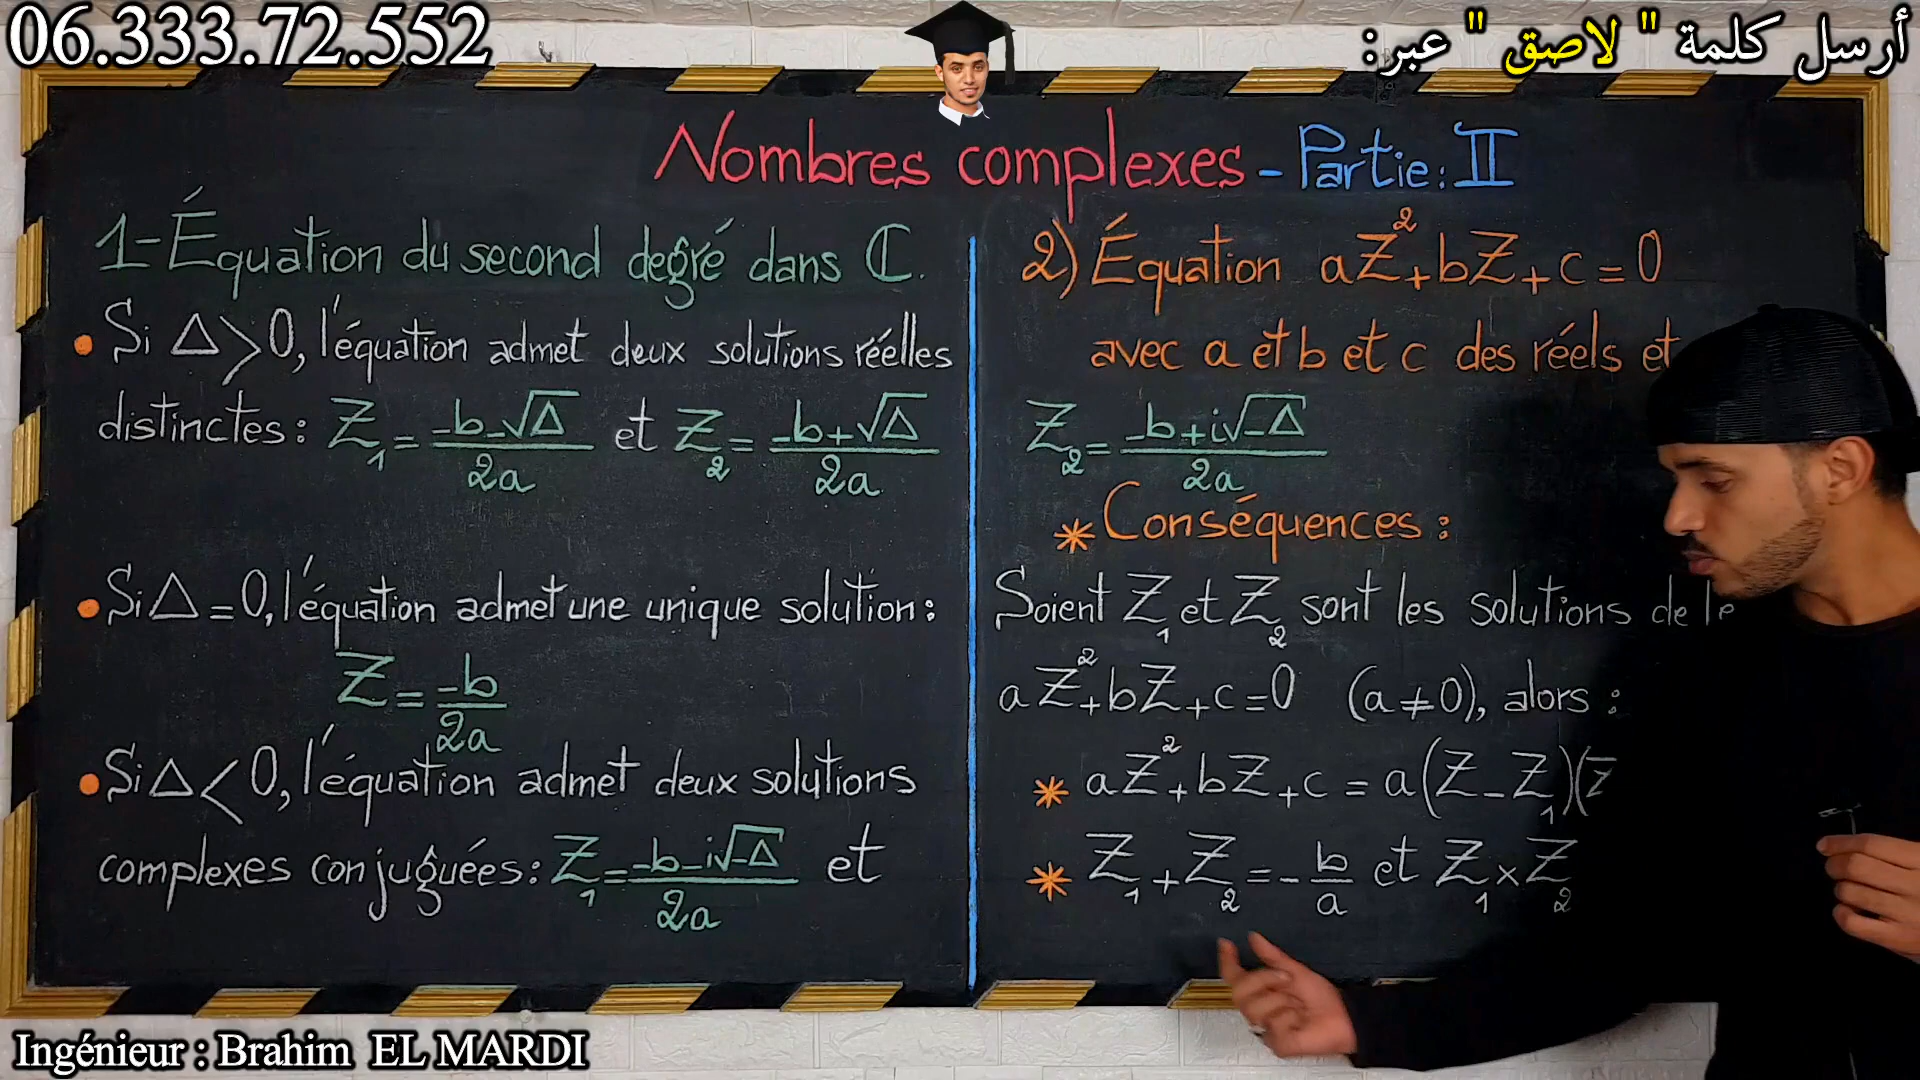 06.333.72.552
أرسل كلمة " لاصق " عبر:
Nombres complexes - Partie: II
1-Équation du second degré dans ℂ.
• Si Δ>0, l'équation admet deux solutions réelles
distinctes: Z₁ = (-b-√Δ)/2a et Z₂ = (-b+√Δ)/2a
• Si Δ=0, l'équation admet une unique solution:
Z = -b/2a
• Si Δ<0, l'équation admet deux solutions
complexes conjuguées: Z₁ = (-b-i√-Δ)/2a et
2) Équation aZ²+bZ+c=0
avec a et b et c des réels et
Z₂ = (-b+i√-Δ)/2a
* Conséquences:
Soient Z₁ et Z₂ sont les solutions de
aZ²+bZ+c=0 (a≠0), alors:
* aZ²+bZ+c = a(Z-Z₁)(Z
* Z₁+Z₂ = -b/a et Z₁×Z₂
Ingénieur : Brahim EL MARDI